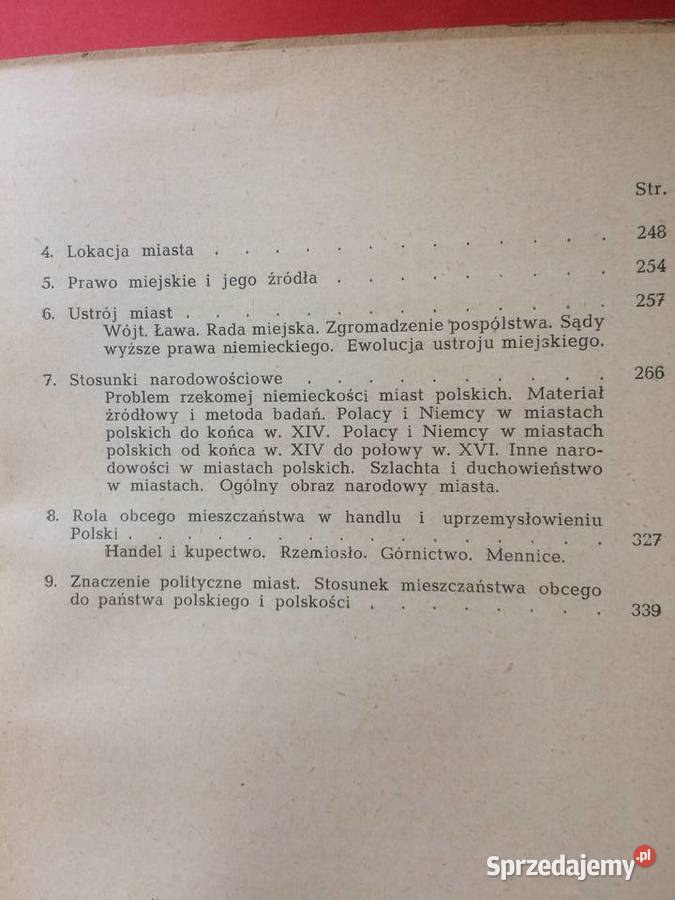 Str.
4. Lokacja miasta . . . . . . . . . . . . 248
5. Prawo miejskie i jego źródła . . . . . . . . 254
6. Ustrój miast . . . . . . . . . . . . . 257
Wójt. Ława. Rada miejska. Zgromadzenie pospólstwa. Sądy
wyższe prawa niemieckiego. Ewolucja ustroju miejskiego.
7. Stosunki narodowościowe . . . . . . . . . 266
Problem rzekomej niemieckości miast polskich. Materiał
źródłowy i metoda badań. Polacy i Niemcy w miastach
polskich do końca w. XIV. Polacy i Niemcy w miastach
polskich od końca w. XIV do połowy w. XVI. Inne naro-
dowości w miastach polskich. Szlachta i duchowieństwo
w miastach. Ogólny obraz narodowy miasta.
8. Rola obcego mieszczaństwa w handlu i uprzemysłowieniu
Polski . . . . . . . . . . . . . . . 327
Handel i kupectwo. Rzemiosło. Górnictwo. Mennice.
9. Znaczenie polityczne miast. Stosunek mieszczaństwa obcego
do państwa polskiego i polskości . . . . . . . 339
Sprzedajemy.pl